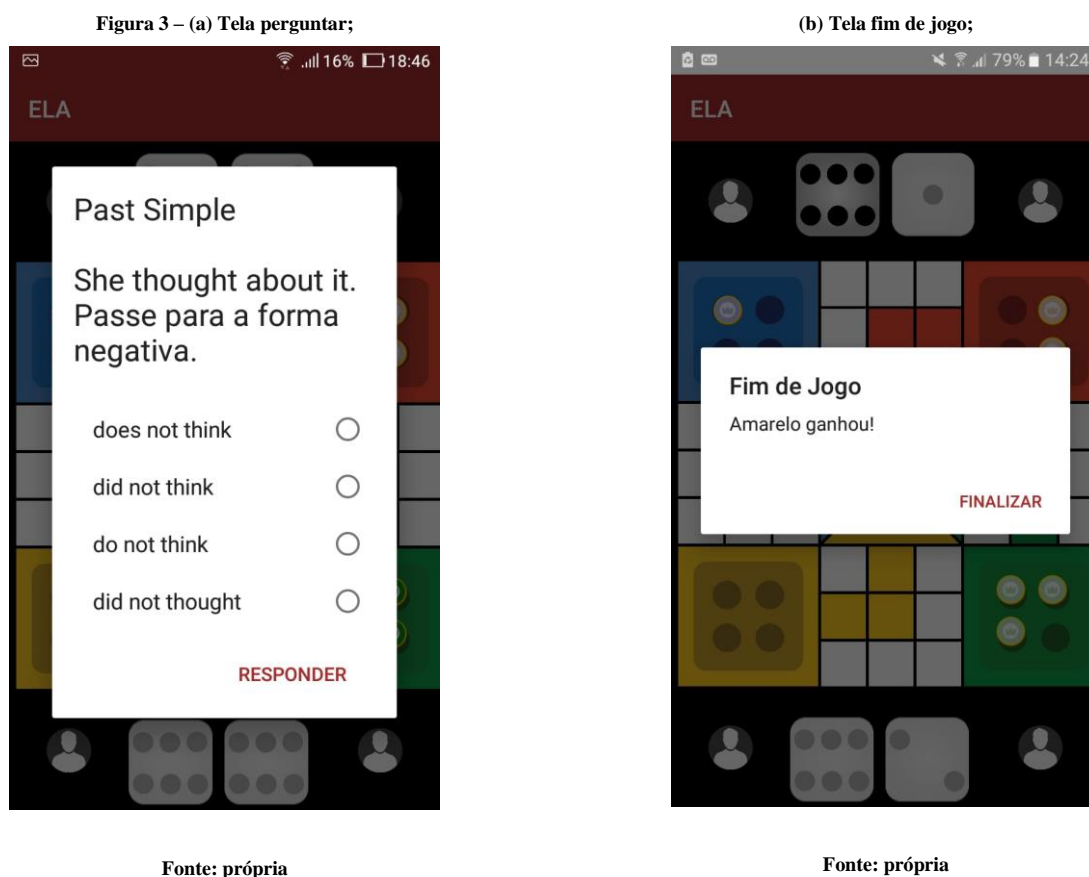 Figura 3 – (a) Tela perguntar;
16% 18:46
ELA
Past Simple
She thought about it.
Passe para a forma
negativa.
does not think
did not think
do not think
did not thought
RESPONDER
Fonte: própria
(b) Tela fim de jogo;
79% 14:24
ELA
Fim de Jogo
Amarelo ganhou!
FINALIZAR
Fonte: própria